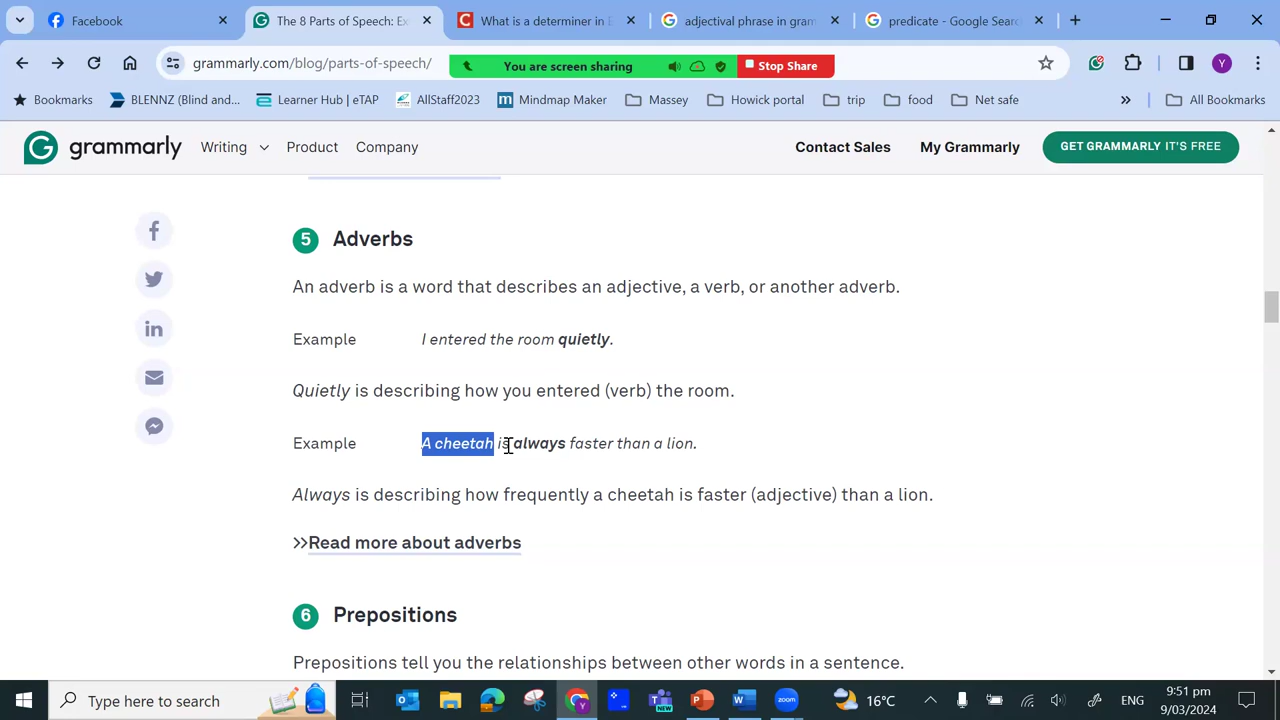 Facebook
The 8 Parts of Speech: Ex
What is a determiner in E
adjectival phrase in gram
predicate - Google Search
grammarly.com/blog/parts-of-speech/
You are screen sharing
Stop Share
Y
Bookmarks
BLENNZ (Blind and...
Learner Hub | eTAP
AllStaff2023
Mindmap Maker
Massey
Howick portal
trip
food
Net safe
All Bookmarks
grammarly
Writing
Product
Company
Contact Sales
My Grammarly
GET GRAMMARLY IT'S FREE
5 Adverbs
An adverb is a word that describes an adjective, a verb, or another adverb.
Example I entered the room quietly.
Quietly is describing how you entered (verb) the room.
Example A cheetah is always faster than a lion.
Always is describing how frequently a cheetah is faster (adjective) than a lion.
>>Read more about adverbs
6 Prepositions
Prepositions tell you the relationships between other words in a sentence.
Type here to search
16°C
ENG
9:51 pm
9/03/2024